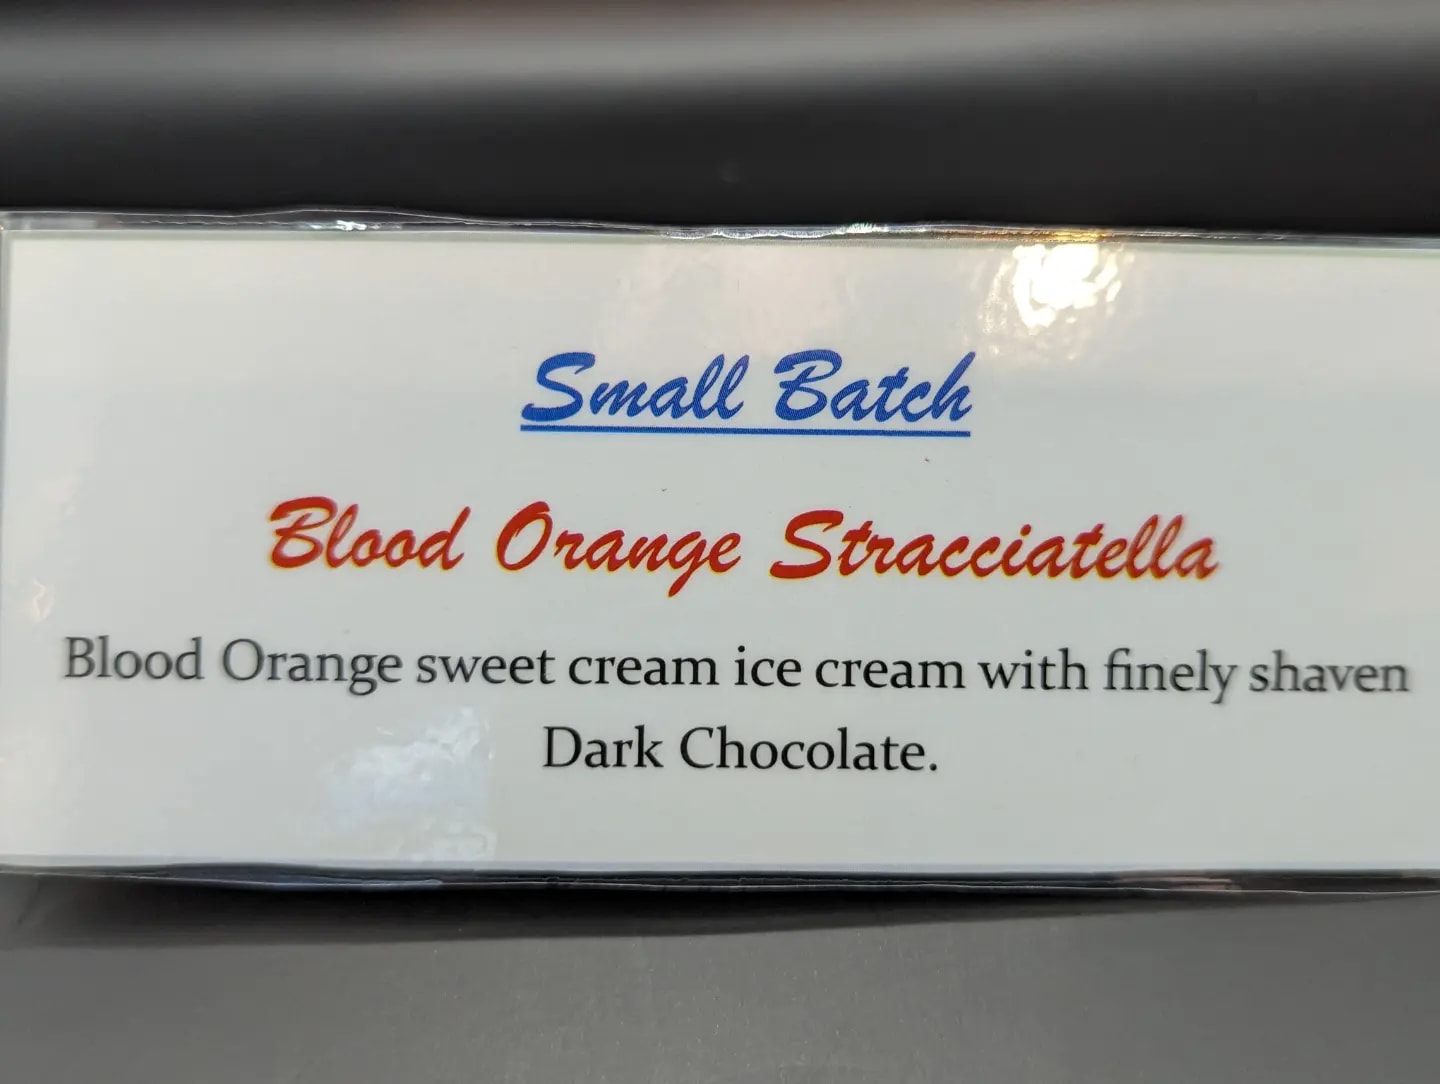 Small Batch
Blood Orange Stracciatella
Blood Orange sweet cream ice cream with finely shaven
Dark Chocolate.